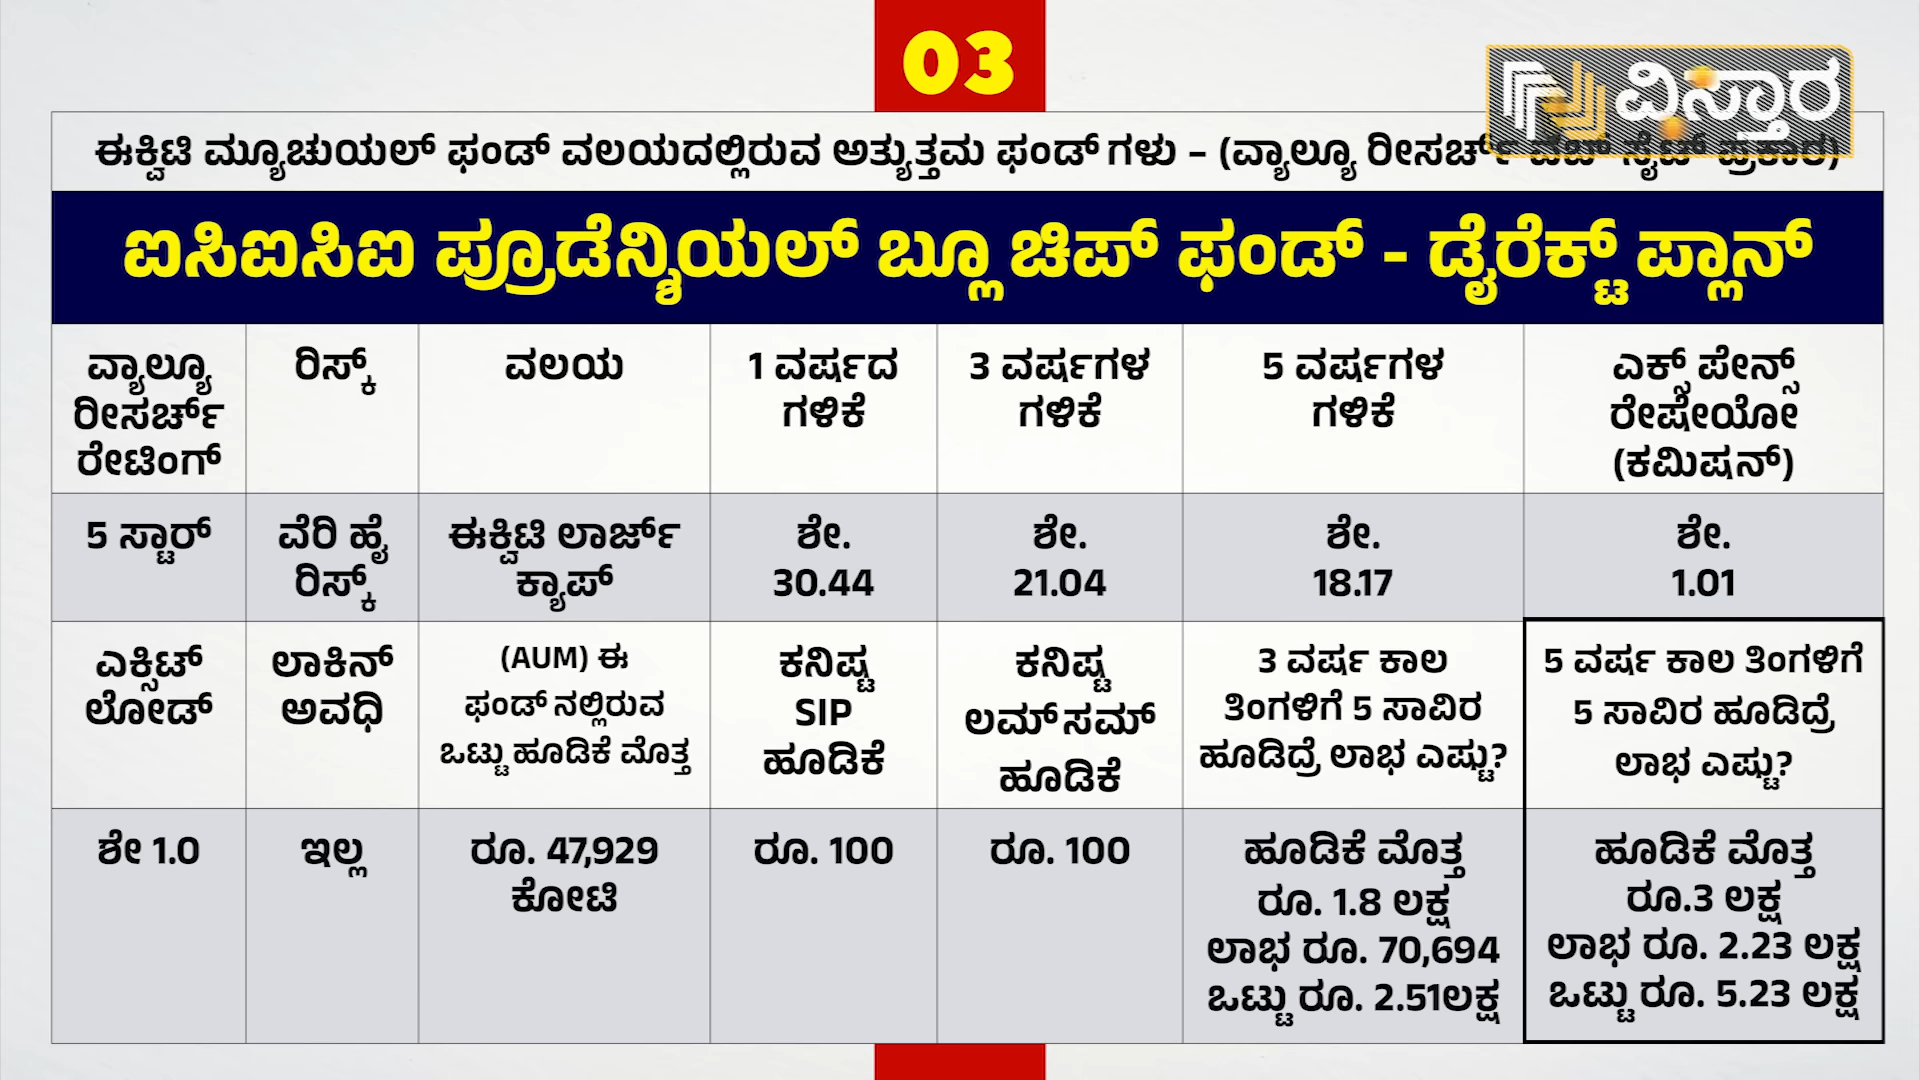 03
ವಿಸ್ತಾರ
ಈಕ್ವಿಟಿ ಮ್ಯೂಚುಯಲ್ ಫಂಡ್ ವಲಯದಲ್ಲಿರುವ ಅತ್ಯುತ್ತಮ ಫಂಡ್ ಗಳು – (ವ್ಯಾಲ್ಯೂ ರೀಸರ್ಚ್
ಐಸಿಐಸಿಐ ಪ್ರೂಡೆನ್ಶಿಯಲ್ ಬ್ಲೂ ಚಿಪ್ ಫಂಡ್ - ಡೈರೆಕ್ಟ್ ಪ್ಲಾನ್
ವ್ಯಾಲ್ಯೂ
ರೀಸರ್ಚ್
ರೇಟಿಂಗ್
ರಿಸ್ಕ್
ವಲಯ
1 ವರ್ಷದ
ಗಳಿಕೆ
3 ವರ್ಷಗಳ
ಗಳಿಕೆ
5 ವರ್ಷಗಳ
ಗಳಿಕೆ
ಎಕ್ಸ್ ಪೇನ್ಸ್
ರೇಷೇಯೋ
(ಕಮಿಷನ್)
5 ಸ್ಟಾರ್
ವೆರಿ ಹೈ
ರಿಸ್ಕ್
ಈಕ್ವಿಟಿ ಲಾರ್ಜ್
ಕ್ಯಾಪ್
ಶೇ.
30.44
ಶೇ.
21.04
ಶೇ.
18.17
ಶೇ.
1.01
ಎಕ್ಸಿಟ್
ಲೋಡ್
ಲಾಕಿನ್
ಅವಧಿ
(AUM) ಈ
ಫಂಡ್ ನಲ್ಲಿರುವ
ಒಟ್ಟು ಹೂಡಿಕೆ ಮೊತ್ತ
ಕನಿಷ್ಟ
SIP
ಹೂಡಿಕೆ
ಕನಿಷ್ಟ
ಲಮ್ ಸಮ್
ಹೂಡಿಕೆ
3 ವರ್ಷ ಕಾಲ
ತಿಂಗಳಿಗೆ 5 ಸಾವಿರ
ಹೂಡಿದ್ರೆ ಲಾಭ ಎಷ್ಟು?
5 ವರ್ಷ ಕಾಲ ತಿಂಗಳಿಗೆ
5 ಸಾವಿರ ಹೂಡಿದ್ರೆ
ಲಾಭ ಎಷ್ಟು?
ಶೇ 1.0
ಇಲ್ಲ
ರೂ. 47,929
ಕೋಟಿ
ರೂ. 100
ರೂ. 100
ಹೂಡಿಕೆ ಮೊತ್ತ
ರೂ. 1.8 ಲಕ್ಷ
ಲಾಭ ರೂ. 70,694
ಒಟ್ಟು ರೂ. 2.51ಲಕ್ಷ
ಹೂಡಿಕೆ ಮೊತ್ತ
ರೂ.3 ಲಕ್ಷ
ಲಾಭ ರೂ. 2.23 ಲಕ್ಷ
ಒಟ್ಟು ರೂ. 5.23 ಲಕ್ಷ